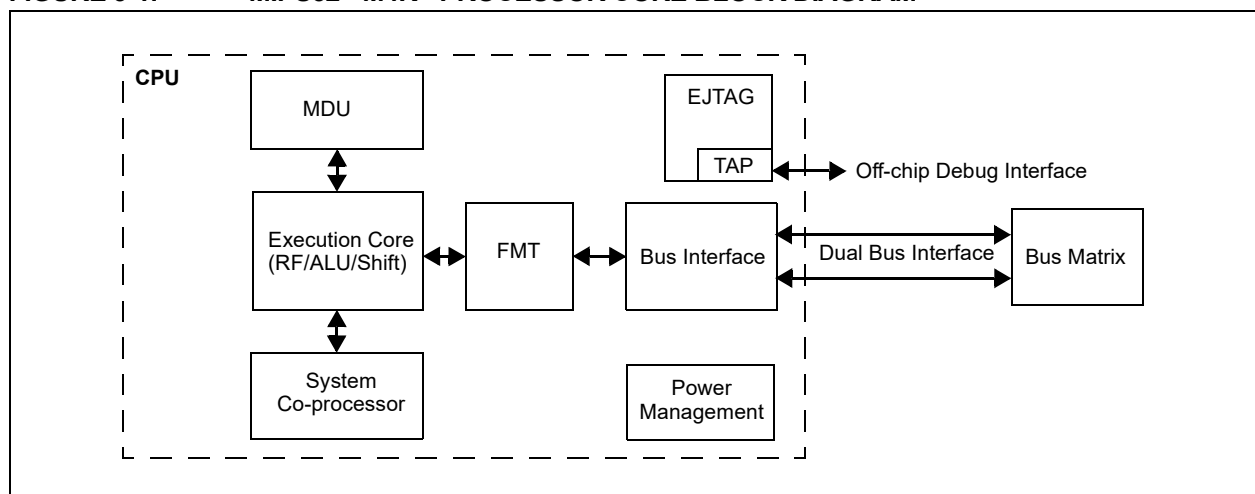 CPU
MDU
EJTAG
TAP
Off-chip Debug Interface
Execution Core
(RF/ALU/Shift)
FMT
Bus Interface
Dual Bus Interface
Bus Matrix
System
Co-processor
Power
Management